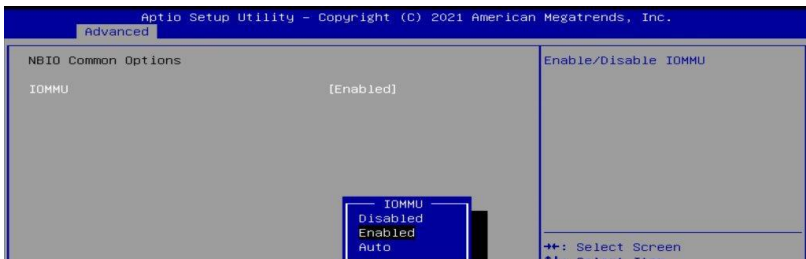 Aptio Setup Utility – Copyright (C) 2021 American Megatrends, Inc.
Advanced
NBIO Common Options
IOMMU [Enabled]
Enable/Disable IOMMU
IOMMU
Disabled
Enabled
Auto
→←: Select Screen